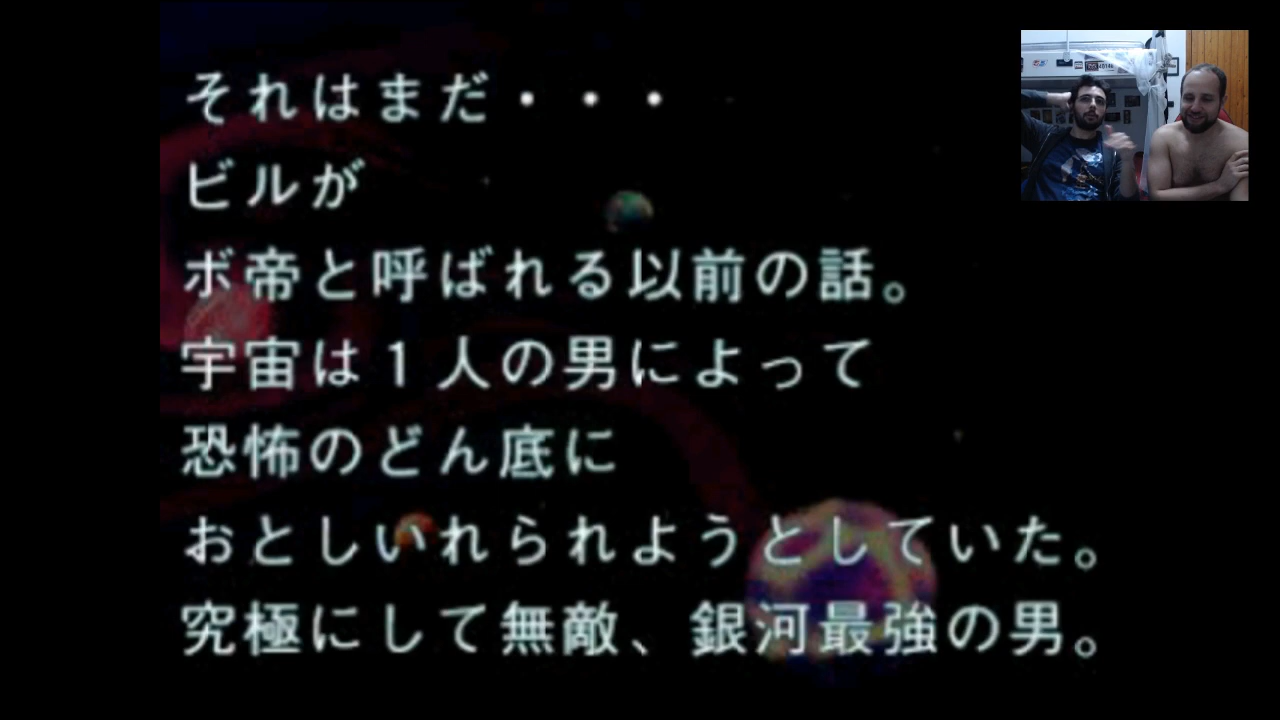 それはまだ・・・
ビルが
ボ帝と呼ばれる以前の話。
宇宙は１人の男によって
恐怖のどん底に
おとしいれられようとしていた。
究極にして無敵、銀河最強の男。